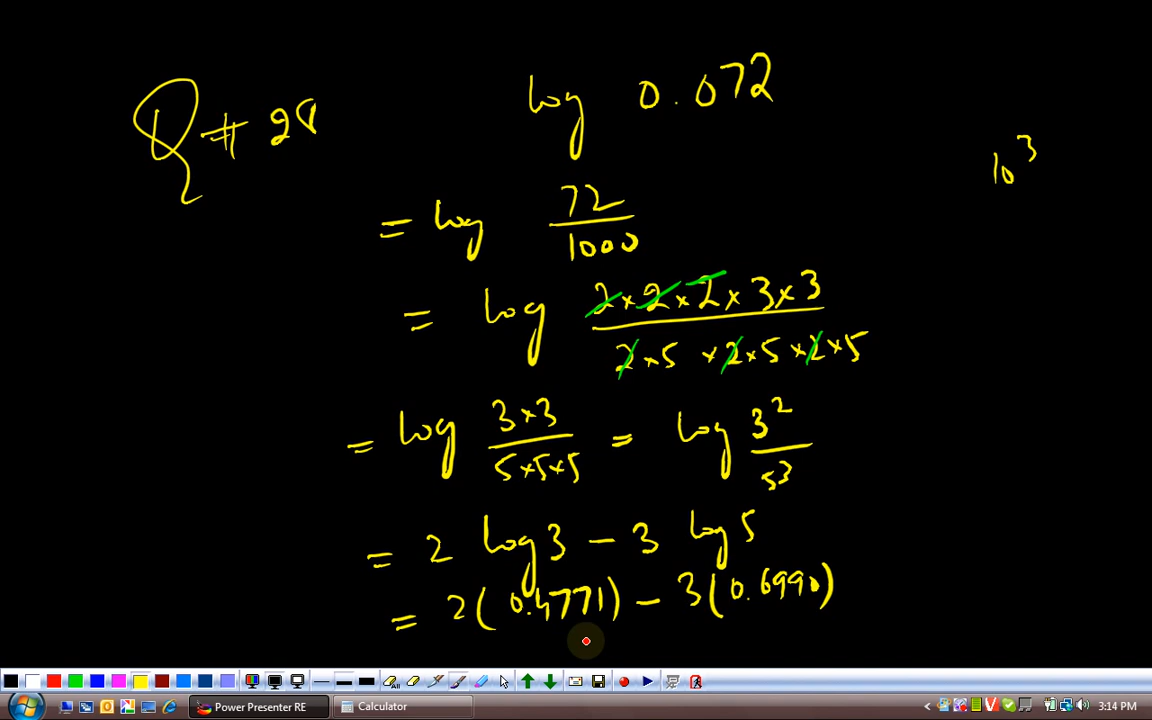 Q # 28
log 0.072
10³
= log 72/1000
= log 2×2×2×3×3/2×5×2×5×2×5
= log 3×3/5×5×5 = log 3²/5³
= 2 log 3 – 3 log 5
= 2(0.4771) – 3(0.6990)
Power Presenter RE
Calculator
3:14 PM